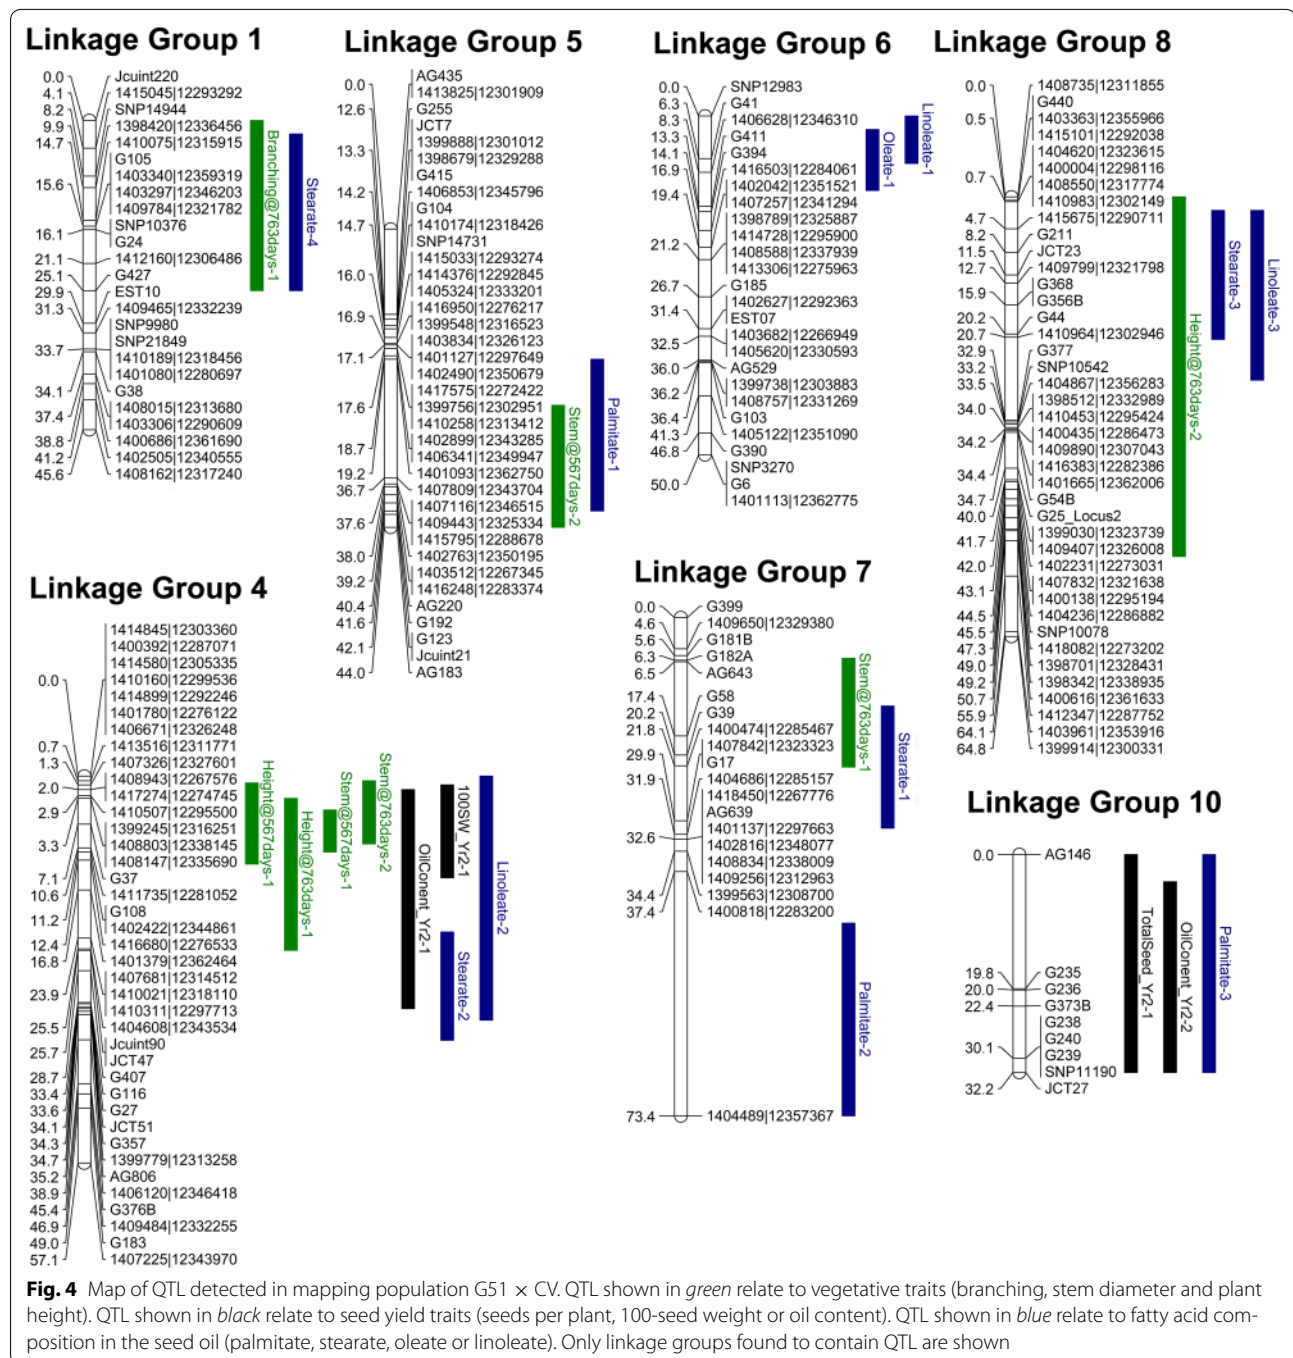 Linkage Group 1
0.0 Jcuint220
4.1 1415045|12293292
8.2 SNP14944
9.9 1398420|12336456
14.7 1410075|12315915
G105
1403340|12359319
15.6 1403297|12346203
1409784|12321782
SNP10376
16.1 G24
21.1 1412160|12306486
25.1 G427
29.9 EST10
31.3 1409465|12332239
SNP9980
33.7 SNP21849
1410189|12318456
1401080|12280697
34.1 G38
37.4 1408015|12313680
1403306|12290609
38.8 1400686|12361690
41.2 1402505|12340555
45.6 1408162|12317240
Branching@763days-1
Stearate-4
Linkage Group 5
AG435
0.0 1413825|12301909
12.6 G255
JCT7
13.3 1399888|12301012
1398679|12329288
G415
14.2 1406853|12345796
G104
14.7 1410174|12318426
SNP14731
1415033|12293274
16.0 1414376|12292845
1405324|12333201
1416950|12276217
16.9 1399548|12316523
1403834|12326123
17.1 1401127|12297649
1402490|12350679
1417575|12272422
17.6 1399756|12302951
1410258|12313412
1402899|12343285
18.7 1406341|12349947
19.2 1401093|12362750
36.7 1407809|12343704
1407116|12346515
37.6 1409443|12325334
1415795|12288678
38.0 1402763|12350195
1403512|12267345
39.2 1416248|12283374
40.4 AG220
41.6 G192
G123
42.1 Jcuint21
44.0 AG183
Stem@567days-2
Palmitate-1
Linkage Group 6
0.0 SNP12983
6.3 G41
8.3 1406628|12346310
13.3 G411
14.1 G394
16.9 1416503|12284061
1402042|12351521
19.4 1407257|12341294
1398789|12325887
1414728|12295900
21.2 1408588|12337939
1413306|12275963
26.7 G185
1402627|12292363
31.4 EST07
1403682|12266949
32.5 1405620|12330593
36.0 AG529
1399738|12303883
36.2 1408757|12331269
36.4 G103
41.3 1405122|12351090
46.8 G390
SNP3270
50.0 G6
1401113|12362775
Oleate-1
Linoleate-1
Linkage Group 8
0.0 1408735|12311855
G440
0.5 1403363|12355966
1415101|12292038
1404620|12323615
1400004|12298116
0.7 1408550|12317774
1410983|12302149
4.7 1415675|12290711
8.2 G211
11.5 JCT23
12.7 1409799|12321798
G368
15.9 G356B
20.2 G44
20.7 1410964|12302946
32.9 G377
33.2 SNP10542
33.5 1404867|12356283
1398512|12332989
34.0 1410453|12295424
1400435|12286473
34.2 1409890|12307043
1416383|12282386
34.4 1401665|12362006
34.7 G54B
40.0 G25_Locus2
1399030|12323739
41.7 1409407|12326008
42.0 1402231|12273031
1407832|12321638
43.1 1400138|12295194
44.5 1404236|12286882
45.5 SNP10078
47.3 1418082|12273202
49.0 1398701|12328431
49.2 1398342|12338935
50.7 1400616|12361633
55.9 1412347|12287752
64.1 1403961|12353916
64.8 1399914|12300331
Height@763days-2
Stearate-3
Linoleate-3
Linkage Group 4
1414845|12303360
1400392|12287071
1414580|12305335
0.0 1410160|12299536
1414899|12292246
1401780|12276122
1406671|12326248
0.7 1413516|12311771
1.3 1407326|12327601
1408943|12267576
2.0 1417274|12274745
2.9 1410507|12295500
1399245|12316251
3.3 1408803|12338145
1408147|12335690
7.1 G37
10.6 1411735|12281052
G108
11.2 1402422|12344861
12.4 1416680|12276533
16.8 1401379|12362464
1407681|12314512
23.9 1410021|12318110
1410311|12297713
25.5 1404608|12343534
Jcuint90
25.7 JCT47
28.7 G407
33.4 G116
33.6 G27
34.1 JCT51
34.3 G357
34.7 1399779|12313258
35.2 AG806
38.9 1406120|12346418
45.4 G376B
46.9 1409484|12332255
49.0 G183
57.1 1407225|12343970
Height@567days-1
Height@763days-1
Stem@567days-1
Stem@763days-2
OilConent_Yr2-1
100SW_Yr2-1
Stearate-2
Linoleate-2
Linkage Group 7
0.0 G399
4.6 1409650|12329380
5.6 G181B
6.3 G182A
6.5 AG643
17.4 G58
20.2 G39
21.8 1400474|12285467
1407842|12323323
29.9 G17
31.9 1404686|12285157
1418450|12267776
AG639
32.6 1401137|12297663
1402816|12348077
1408834|12338009
1409256|12312963
34.4 1399563|12308700
37.4 1400818|12283200
73.4 1404489|12357367
Stem@763days-1
Stearate-1
Palmitate-2
Linkage Group 10
0.0 AG146
19.8 G235
20.0 G236
22.4 G373B
G238
30.1 G240
G239
SNP11190
32.2 JCT27
TotalSeed_Yr2-1
OilConent_Yr2-2
Palmitate-3
Fig. 4 Map of QTL detected in mapping population G51 × CV. QTL shown in green relate to vegetative traits (branching, stem diameter and plant
height). QTL shown in black relate to seed yield traits (seeds per plant, 100-seed weight or oil content). QTL shown in blue relate to fatty acid com-
position in the seed oil (palmitate, stearate, oleate or linoleate). Only linkage groups found to contain QTL are shown